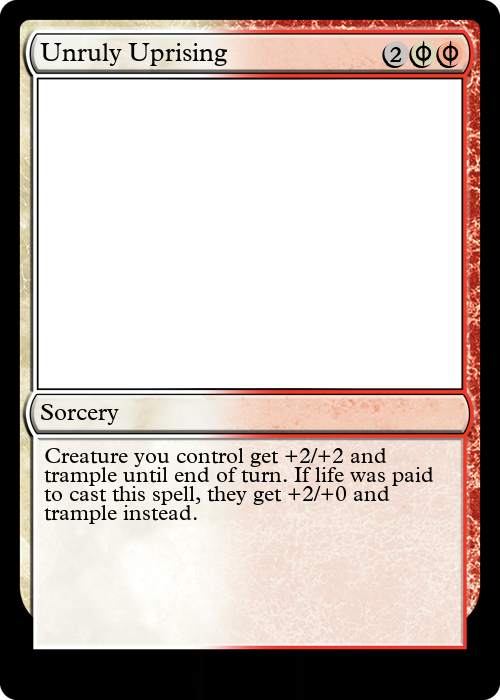 Unruly Uprising
2
Sorcery
Creature you control get +2/+2 and
trample until end of turn. If life was paid
to cast this spell, they get +2/+0 and
trample instead.